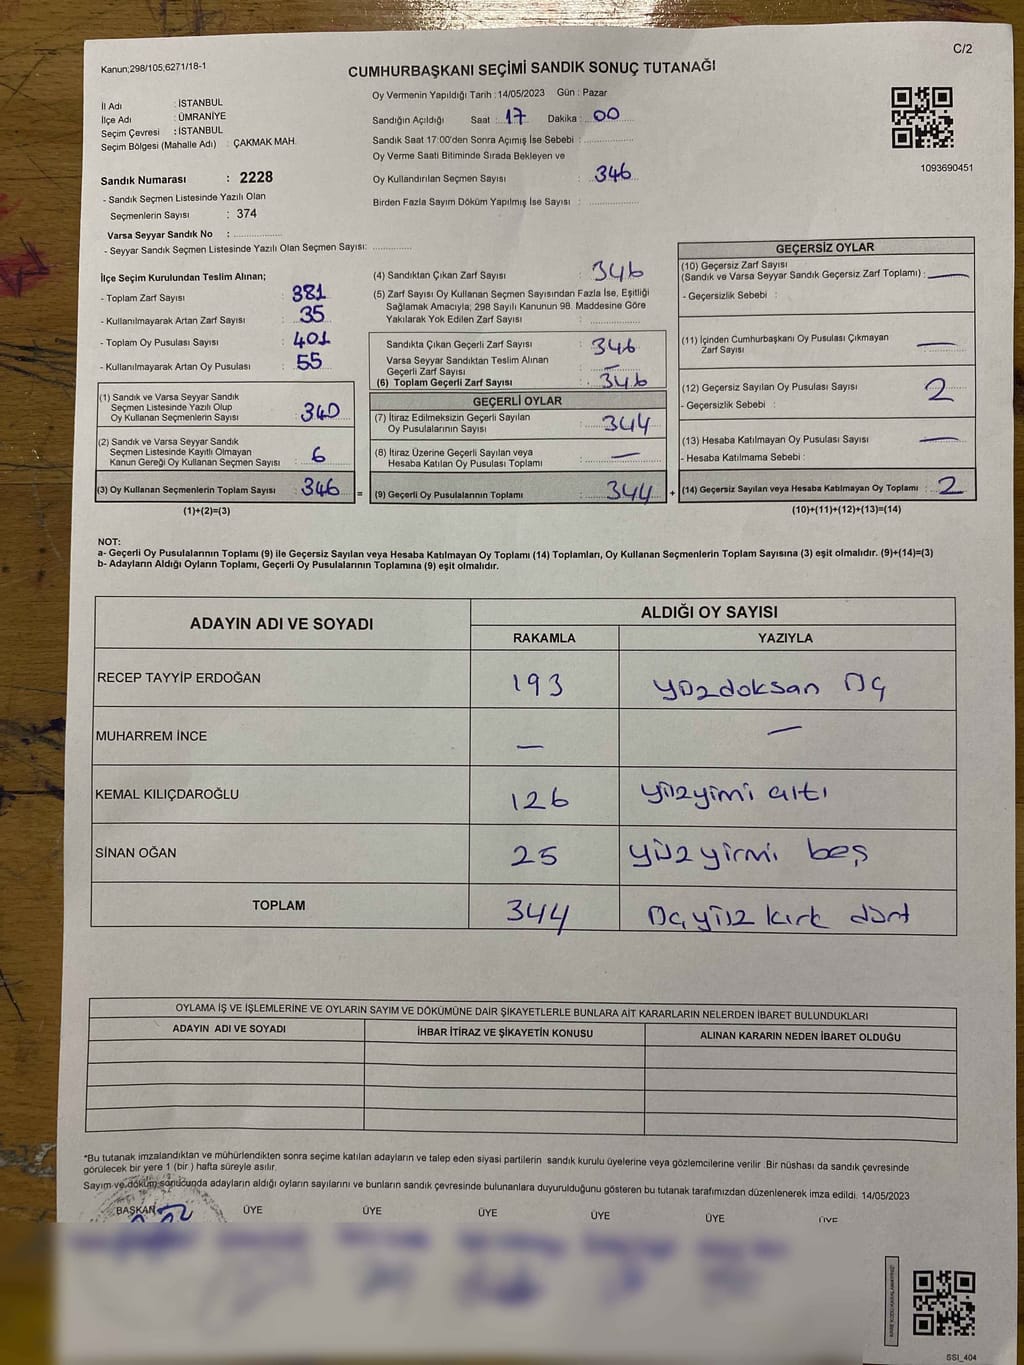 C/2
Kanun;298/105,6271/18-1
CUMHURBAŞKANI SEÇİMİ SANDIK SONUÇ TUTANAĞI
İl Adı : İSTANBUL
İlçe Adı : ÜMRANİYE
Seçim Çevresi : İSTANBUL
Seçim Bölgesi (Mahalle Adı) : ÇAKMAK MAH.
Sandık Numarası : 2228
- Sandık Seçmen Listesinde Yazılı Olan
Seçmenlerin Sayısı : 374
Varsa Seyyar Sandık No :
- Seyyar Sandık Seçmen Listesinde Yazılı Olan Seçmen Sayısı:
Oy Vermenin Yapıldığı Tarih : 14/05/2023 Gün : Pazar
Sandığın Açıldığı Saat : 17 Dakika : 00
Sandık Saat 17:00'den Sonra Açımış İse Sebebi :
Oy Verme Saati Bitiminde Sırada Bekleyen ve
Oy Kullandırılan Seçmen Sayısı : 346
Birden Fazla Sayım Döküm Yapılmış İse Sayısı :
1093690451
İlçe Seçim Kurulundan Teslim Alınan;
- Toplam Zarf Sayısı : 381
- Kullanılmayarak Artan Zarf Sayısı : 35
- Toplam Oy Pusulası Sayısı : 401
- Kullanılmayarak Artan Oy Pusulası : 55
(1) Sandık ve Varsa Seyyar Sandık
Seçmen Listesinde Yazılı Olup
Oy Kullanan Seçmenlerin Sayısı : 340
(2) Sandık ve Varsa Seyyar Sandık
Seçmen Listesinde Kayıtlı Olmayan
Kanun Gereği Oy Kullanan Seçmen Sayısı : 6
(3) Oy Kullanan Seçmenlerin Toplam Sayısı : 346
(1)+(2)=(3)
(4) Sandıktan Çıkan Zarf Sayısı : 346
(5) Zarf Sayısı Oy Kullanan Seçmen Sayısından Fazla İse, Eşitliği
Sağlamak Amacıyla; 298 Sayılı Kanunun 98. Maddesine Göre
Yakılarak Yok Edilen Zarf Sayısı :
Sandıkta Çıkan Geçerli Zarf Sayısı : 346
Varsa Seyyar Sandıktan Teslim Alınan
Geçerli Zarf Sayısı : —
(6) Toplam Geçerli Zarf Sayısı : 346
GEÇERLİ OYLAR
(7) İtiraz Edilmeksizin Geçerli Sayılan
Oy Pusulalarının Sayısı : 344
(8) İtiraz Üzerine Geçerli Sayılan veya
Hesaba Katılan Oy Pusulası Toplamı : —
= (9) Geçerli Oy Pusulalarının Toplamı : 344 +
GEÇERSİZ OYLAR
(10) Geçersiz Zarf Sayısı
(Sandık ve Varsa Seyyar Sandık Geçersiz Zarf Toplamı) : —
- Geçersizlik Sebebi :
(11) İçinden Cumhurbaşkanı Oy Pusulası Çıkmayan
Zarf Sayısı : —
(12) Geçersiz Sayılan Oy Pusulası Sayısı : 2
- Geçersizlik Sebebi :
(13) Hesaba Katılmayan Oy Pusulası Sayısı : —
- Hesaba Katılmama Sebebi :
(14) Geçersiz Sayılan veya Hesaba Katılmayan Oy Toplamı : 2
(10)+(11)+(12)+(13)=(14)
NOT:
a- Geçerli Oy Pusulalarının Toplamı (9) ile Geçersiz Sayılan veya Hesaba Katılmayan Oy Toplamı (14) Toplamları, Oy Kullanan Seçmenlerin Toplam Sayısına (3) eşit olmalıdır. (9)+(14)=(3)
b- Adayların Aldığı Oyların Toplamı, Geçerli Oy Pusulalarının Toplamına (9) eşit olmalıdır.
ADAYIN ADI VE SOYADI ALDIĞI OY SAYISI
RAKAMLA YAZIYLA
RECEP TAYYİP ERDOĞAN 193 yüzdoksan üç
MUHARREM İNCE — —
KEMAL KILIÇDAROĞLU 126 yüzyimi altı
SİNAN OĞAN 25 yüz yirmi beş
TOPLAM 344 üçyüz kırk dört
OYLAMA İŞ VE İŞLEMLERİNE VE OYLARIN SAYIM VE DÖKÜMÜNE DAİR ŞİKAYETLERLE BUNLARA AİT KARARLARIN NELERDEN İBARET BULUNDUKLARI
ADAYIN ADI VE SOYADI İHBAR İTİRAZ VE ŞİKAYETİN KONUSU ALINAN KARARIN NEDEN İBARET OLDUĞU
*Bu tutanak imzalandıktan ve mühürlendikten sonra seçime katılan adayların ve talep eden siyasi partilerin sandık kurulu üyelerine veya gözlemcilerine verilir .Bir nüshası da sandık çevresinde
görülecek bir yere 1 (bir ) hafta süreyle asılır.
Sayım ve döküm sonucunda adayların aldığı oyların sayılarını ve bunların sandık çevresinde bulunanlara duyurulduğunu gösteren bu tutanak tarafımızdan düzenlenerek imza edildi. 14/05/2023
BAŞKAN ÜYE ÜYE ÜYE ÜYE ÜYE ÜYE
SSI_404